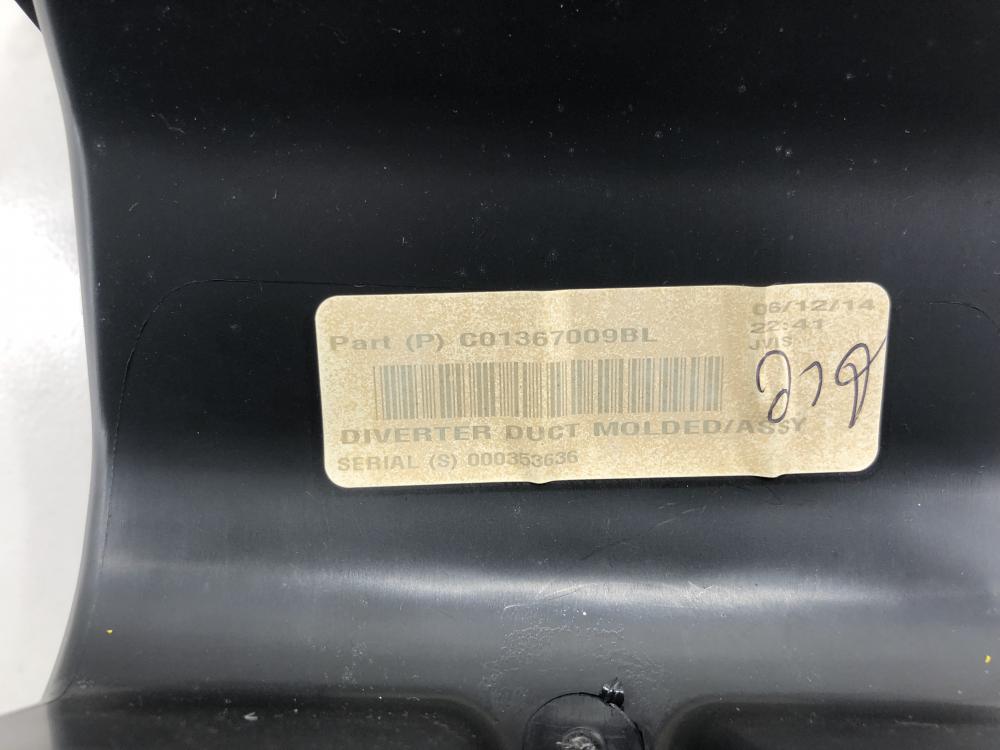 Part (P) C01367009BL
06/12/14
22:41
JVIS
DIVERTER DUCT MOLDED/ASSY
SERIAL (S) 000353636